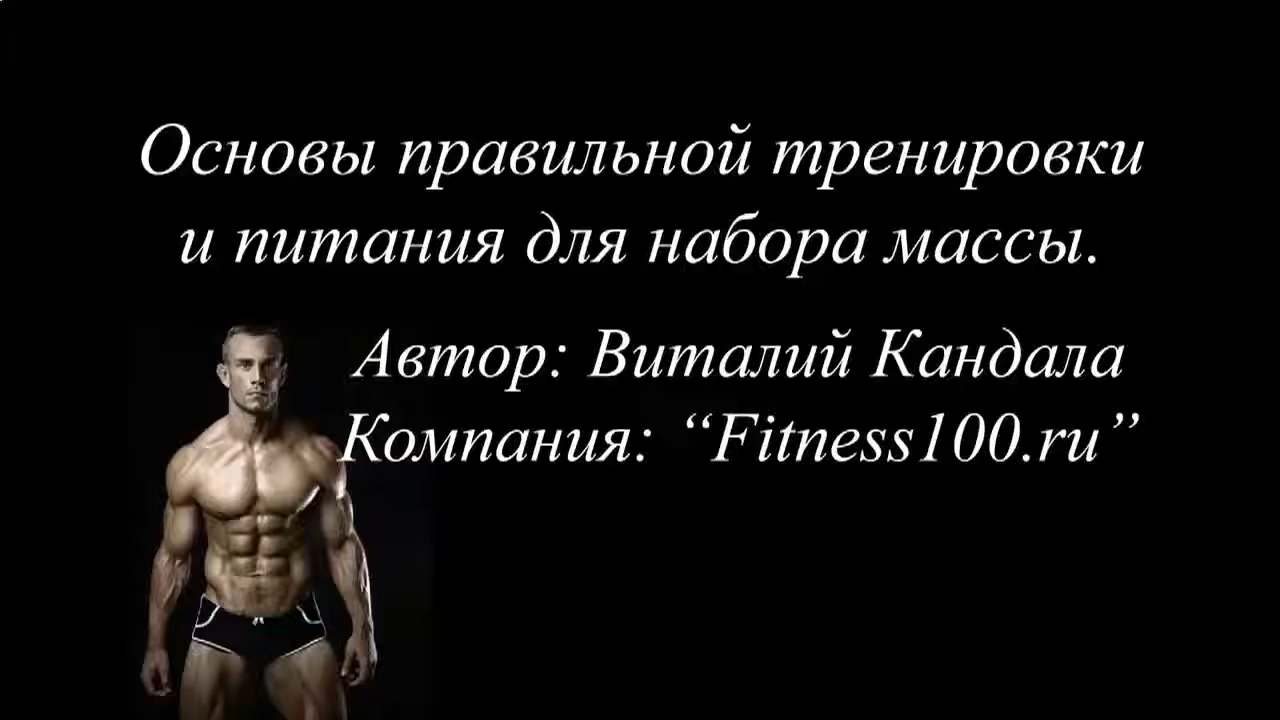 Основы правильной тренировки
и питания для набора массы.
Автор: Виталий Кандала
Компания: “Fitness100.ru”